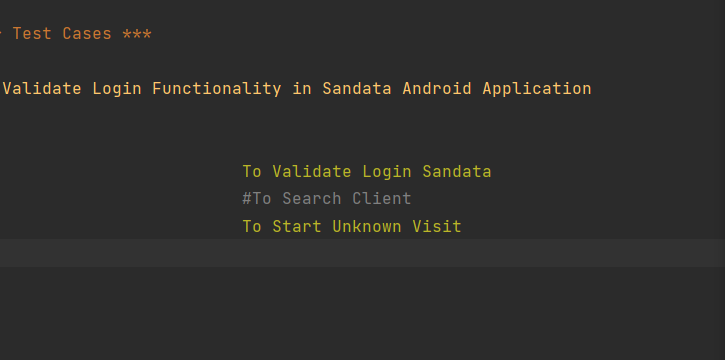 Test Cases ***
Validate Login Functionality in Sandata Android Application
To Validate Login Sandata
#To Search Client
To Start Unknown Visit